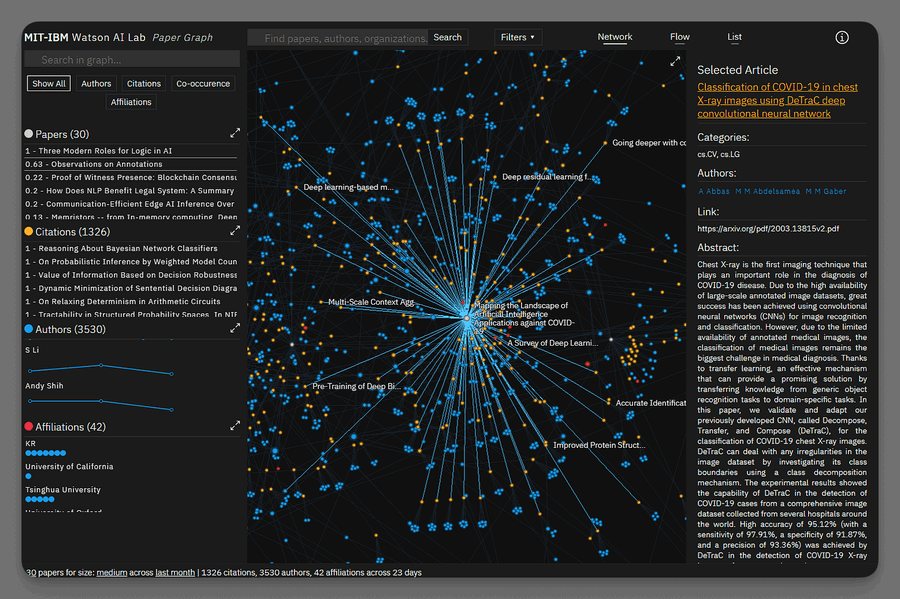 MIT-IBM Watson AI Lab Paper Graph
Find papers, authors, organizations.
Search
Filters ▾
Network
Flow
List
Search in graph...
Show All
Authors
Citations
Co-occurence
Affiliations
Papers (30)
1 - Three Modern Roles for Logic in AI
0.63 - Observations on Annotations
0.22 - Proof of Witness Presence: Blockchain Consensu
0.2 - How Does NLP Benefit Legal System: A Summary
0.2 - Communication-Efficient Edge AI Inference Over
0.13 - Memristors -- from In-memory computing, Deep
Citations (1326)
1 - Reasoning About Bayesian Network Classifiers
1 - On Probabilistic Inference by Weighted Model Coun
1 - Value of Information Based on Decision Robustness
1 - Dynamic Minimization of Sentential Decision Diagra
1 - On Relaxing Determinism in Arithmetic Circuits
1 - Tractability in Structured Probability Spaces. In NIP
Authors (3530)
S Li
Andy Shih
Affiliations (42)
KR
University of California
Tsinghua University
University of Oxford
Going deeper with co
Deep residual learning f...
Deep learning-based m...
Multi-Scale Context Agg...
Mapping the Landscape of
Artificial Intelligence
Applications against COVID-
19
A Survey of Deep Learni...
Pre-Training of Deep Bi...
Accurate Identificat
Improved Protein Struct...
Selected Article
Classification of COVID-19 in chest
X-ray images using DeTraC deep
convolutional neural network
Categories:
cs.CV, cs.LG
Authors:
A Abbas M M Abdelsamea M M Gaber
Link:
https://arxiv.org/pdf/2003.13815v2.pdf
Abstract:
Chest X-ray is the first imaging technique that
plays an important role in the diagnosis of
COVID-19 disease. Due to the high availability
of large-scale annotated image datasets, great
success has been achieved using convolutional
neural networks (CNNs) for image recognition
and classification. However, due to the limited
availability of annotated medical images, the
classification of medical images remains the
biggest challenge in medical diagnosis. Thanks
to transfer learning, an effective mechanism
that can provide a promising solution by
transferring knowledge from generic object
recognition tasks to domain-specific tasks. In
this paper, we validate and adapt our
previously developed CNN, called Decompose,
Transfer, and Compose (DeTraC), for the
classification of COVID-19 chest X-ray images.
DeTraC can deal with any irregularities in the
image dataset by investigating its class
boundaries using a class decomposition
mechanism. The experimental results showed
the capability of DeTraC in the detection of
COVID-19 cases from a comprehensive image
dataset collected from several hospitals around
the world. High accuracy of 95.12% (with a
sensitivity of 97.91%, a specificity of 91.87%,
and a precision of 93.36%) was achieved by
DeTraC in the detection of COVID-19 X-ray
30 papers for size: medium across last month | 1326 citations, 3530 authors, 42 affiliations across 23 days